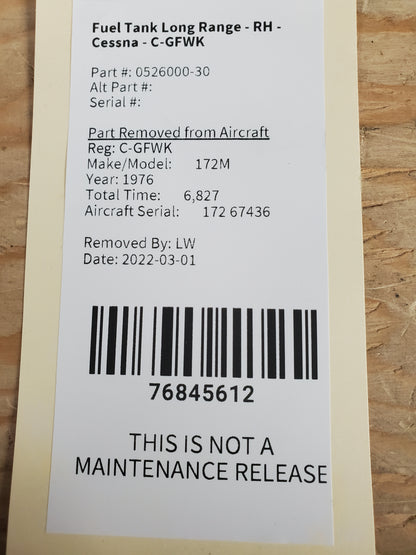 Fuel Tank Long Range - RH -
Cessna - C-GFWK
Part #: 0526000-30
Alt Part #:
Serial #:
Part Removed from Aircraft
Reg: C-GFWK
Make/Model: 172M
Year: 1976
Total Time: 6,827
Aircraft Serial: 172 67436
Removed By: LW
Date: 2022-03-01
76845612
THIS IS NOT A
MAINTENANCE RELEASE